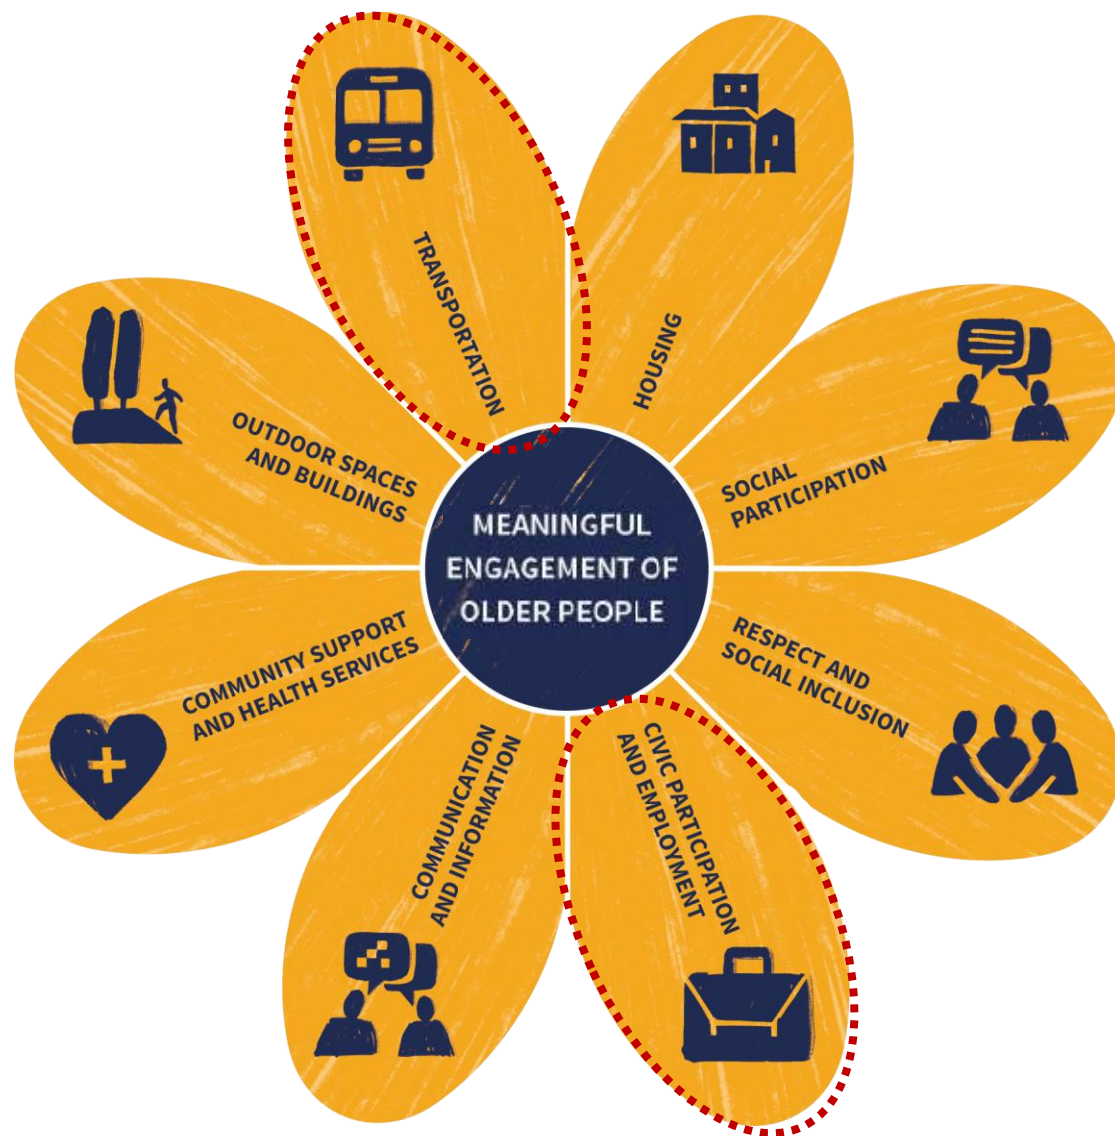 TRANSPORTATION
HOUSING
SOCIAL
PARTICIPATION
RESPECT AND
SOCIAL INCLUSION
CIVIC PARTICIPATION
AND EMPLOYMENT
COMMUNICATION
AND INFORMATION
COMMUNITY SUPPORT
AND HEALTH SERVICES
OUTDOOR SPACES
AND BUILDINGS
MEANINGFUL
ENGAGEMENT OF
OLDER PEOPLE